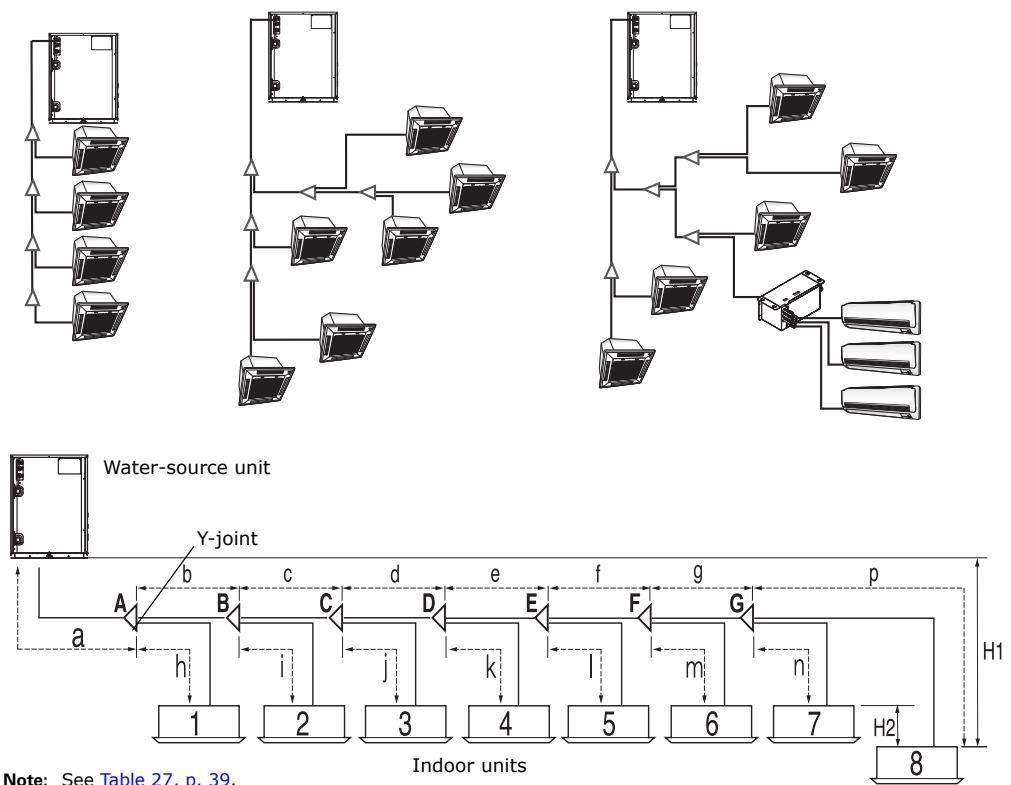 Water-source unit
Y-joint
b c d e f g p
A B C D E F G
a
h i j k l m n
H1
1 2 3 4 5 6 7
H2
8
Indoor units
Note: See Table 27, p. 39.